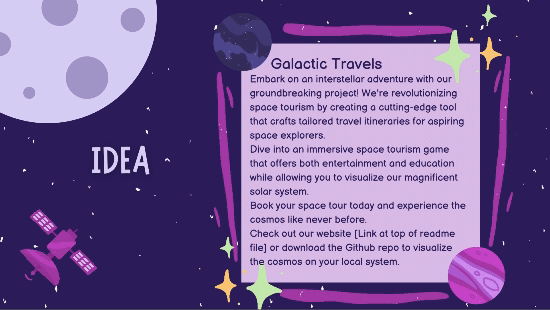 IDEA
Galactic Travels
Embark on an interstellar adventure with our
groundbreaking project! We're revolutionizing
space tourism by creating a cutting-edge tool
that crafts tailored travel itineraries for aspiring
space explorers.
Dive into an immersive space tourism game
that offers both entertainment and education
while allowing you to visualize our magnificent
solar system.
Book your space tour today and experience the
cosmos like never before.
Check out our website [Link at top of readme
file] or download the Github repo to visualize
the cosmos on your local system.